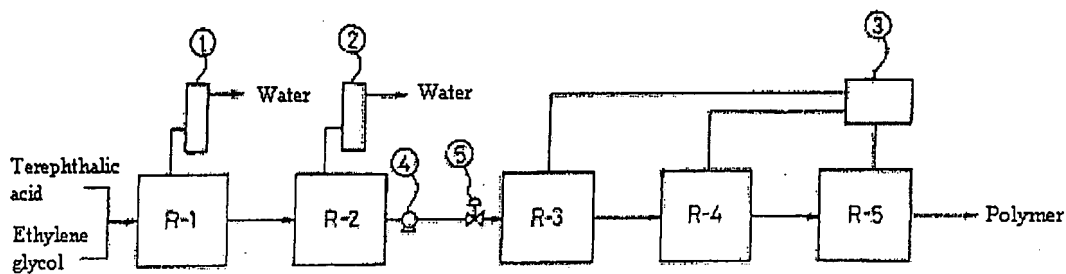 ①
②
③
Water
Water
Terephthalic
acid
Ethylene
glycol
R-1
R-2
④
⑤
R-3
R-4
R-5
Polymer